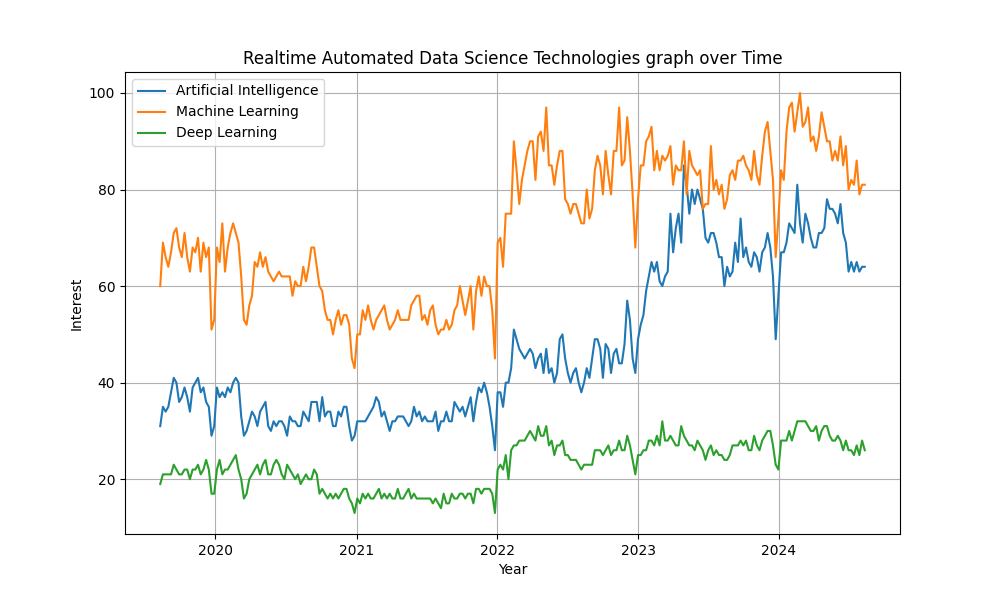 Realtime Automated Data Science Technologies graph over Time
Artificial Intelligence
Machine Learning
Deep Learning
100
80
60
40
20
Interest
2020 2021 2022 2023 2024
Year